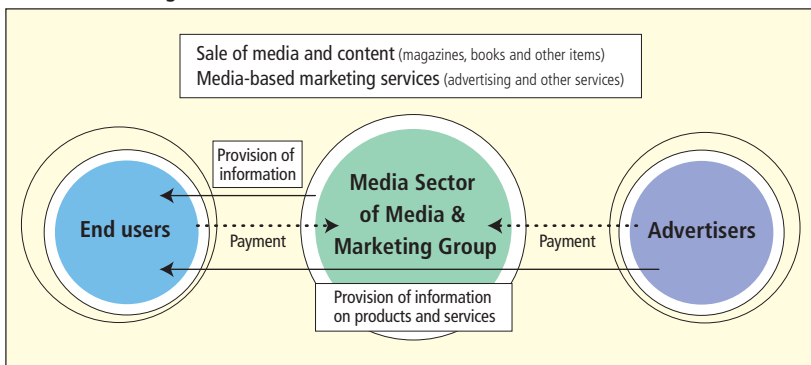 Sale of media and content (magazines, books and other items)
Media-based marketing services (advertising and other services)
Provision of
information
End users
Payment
Media Sector
of Media &
Marketing Group
Payment
Advertisers
Provision of information
on products and services